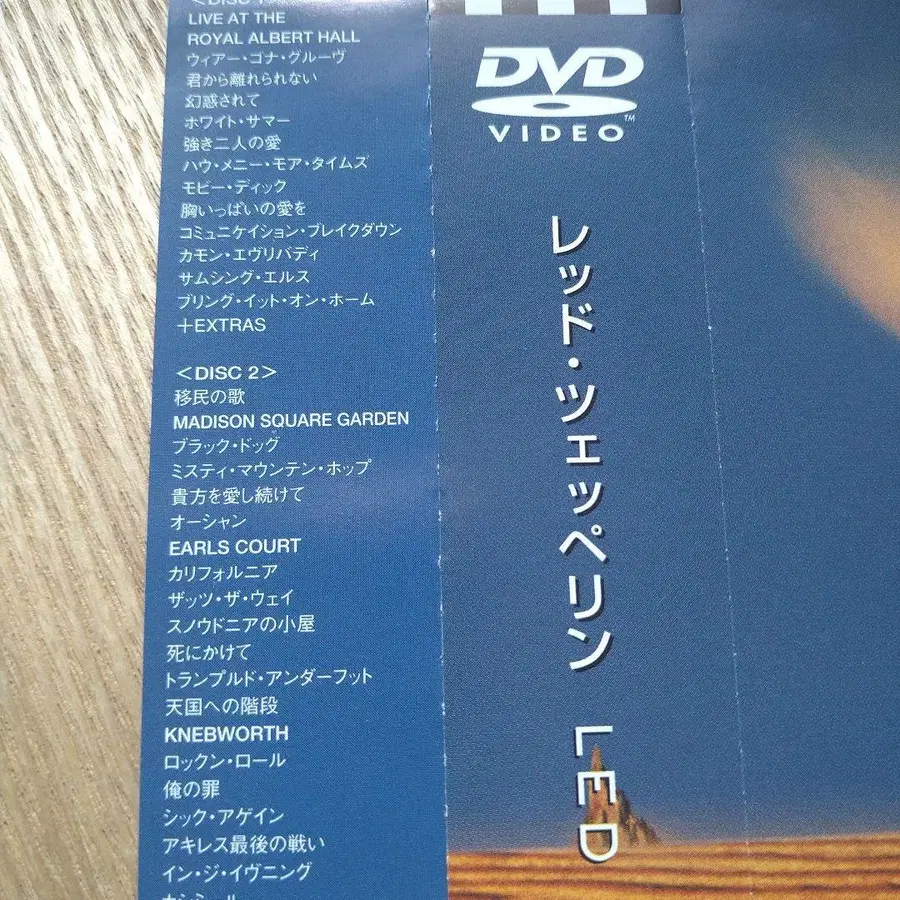 <DISC 1>
LIVE AT THE
ROYAL ALBERT HALL
ウィアー・ゴナ・グルーヴ
君から離れられない
幻惑されて
ホワイト・サマー
強き二人の愛
ハウ・メニー・モア・タイムズ
モビー・ディック
胸いっぱいの愛を
コミュニケイション・ブレイクダウン
カモン・エヴリバディ
サムシング・エルス
ブリング・イット・オン・ホーム
+EXTRAS
<DISC 2>
移民の歌
MADISON SQUARE GARDEN
ブラック・ドッグ
ミスティ・マウンテン・ホップ
貴方を愛し続けて
オーシャン
EARLS COURT
カリフォルニア
ザッツ・ザ・ウェイ
スノウドニアの小屋
死にかけて
トランプルド・アンダーフット
天国への階段
KNEBWORTH
ロックン・ロール
俺の罪
シック・アゲイン
アキレス最後の戦い
イン・ジ・イヴニング
カシミール
DVD
VIDEO™
レッド・ツェッペリン LED